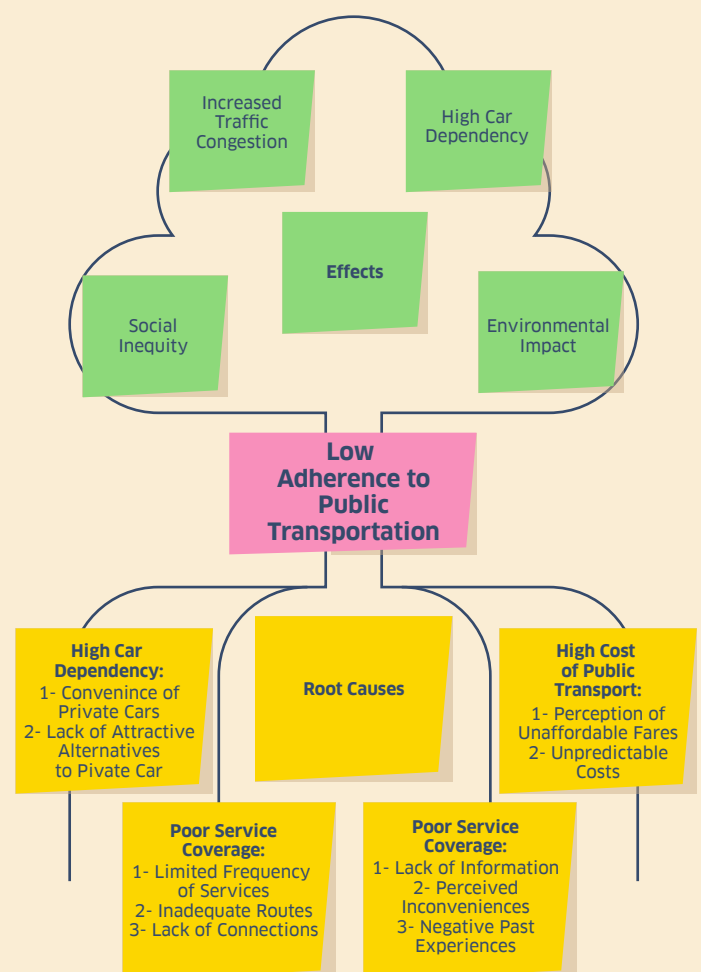 Increased
Traffic
Congestion
High Car
Dependency
Effects
Social
Inequity
Environmental
Impact
Low
Adherence to
Public
Transportation
High Car
Dependency:
1- Convenince of
Private Cars
2- Lack of Attractive
Alternatives
to Pivate Car
Root Causes
High Cost
of Public
Transport:
1- Perception of
Unaffordable Fares
2- Unpredictable
Costs
Poor Service
Coverage:
1- Limited Frequency
of Services
2- Inadequate Routes
3- Lack of Connections
Poor Service
Coverage:
1- Lack of Information
2- Perceived
Inconveniences
3- Negative Past
Experiences